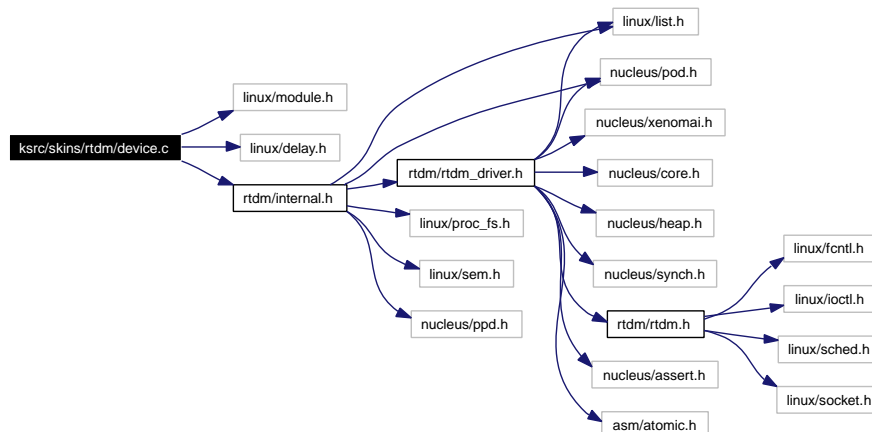 ksrc/skins/rtdm/device.c
linux/module.h
linux/delay.h
rtdm/internal.h
linux/list.h
nucleus/pod.h
rtdm/rtdm_driver.h
linux/proc_fs.h
linux/sem.h
nucleus/ppd.h
nucleus/xenomai.h
nucleus/core.h
nucleus/heap.h
nucleus/synch.h
rtdm/rtdm.h
nucleus/assert.h
asm/atomic.h
linux/fcntl.h
linux/ioctl.h
linux/sched.h
linux/socket.h